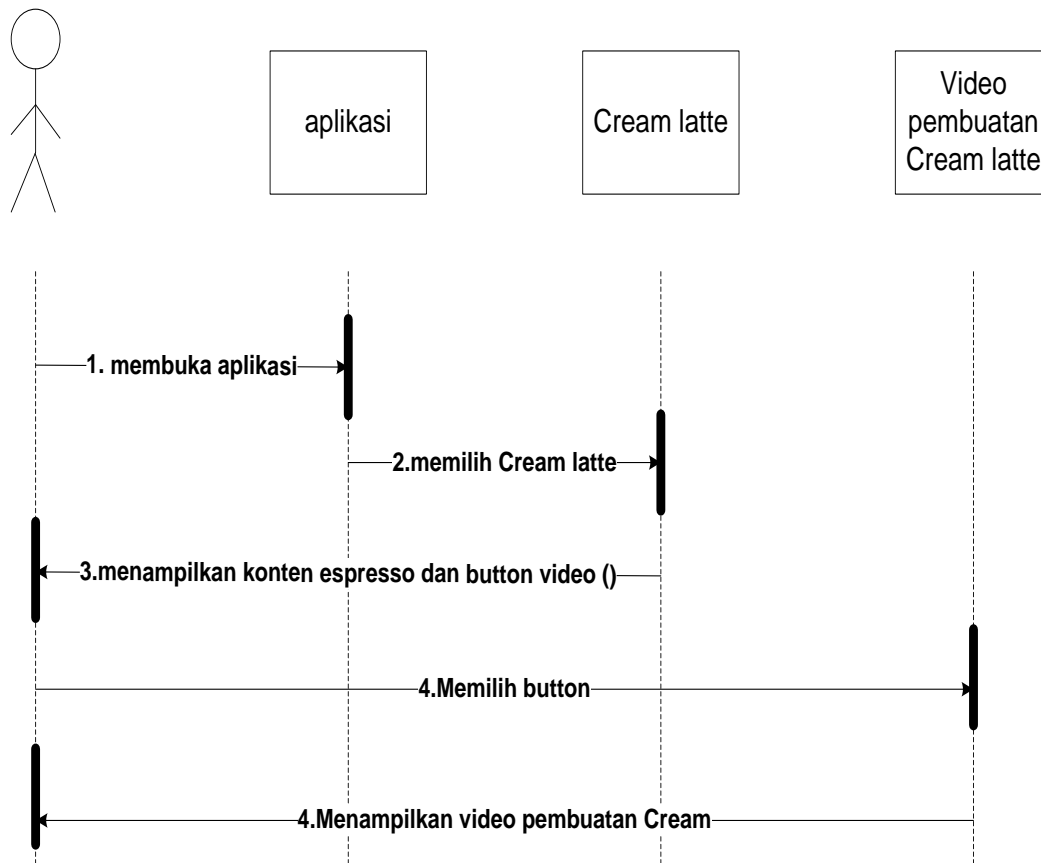 aplikasi
Cream latte
Video
pembuatan
Cream latte
1. membuka aplikasi
2.memilih Cream latte
3.menampilkan konten espresso dan button video ()
4.Memilih button
4.Menampilkan video pembuatan Cream